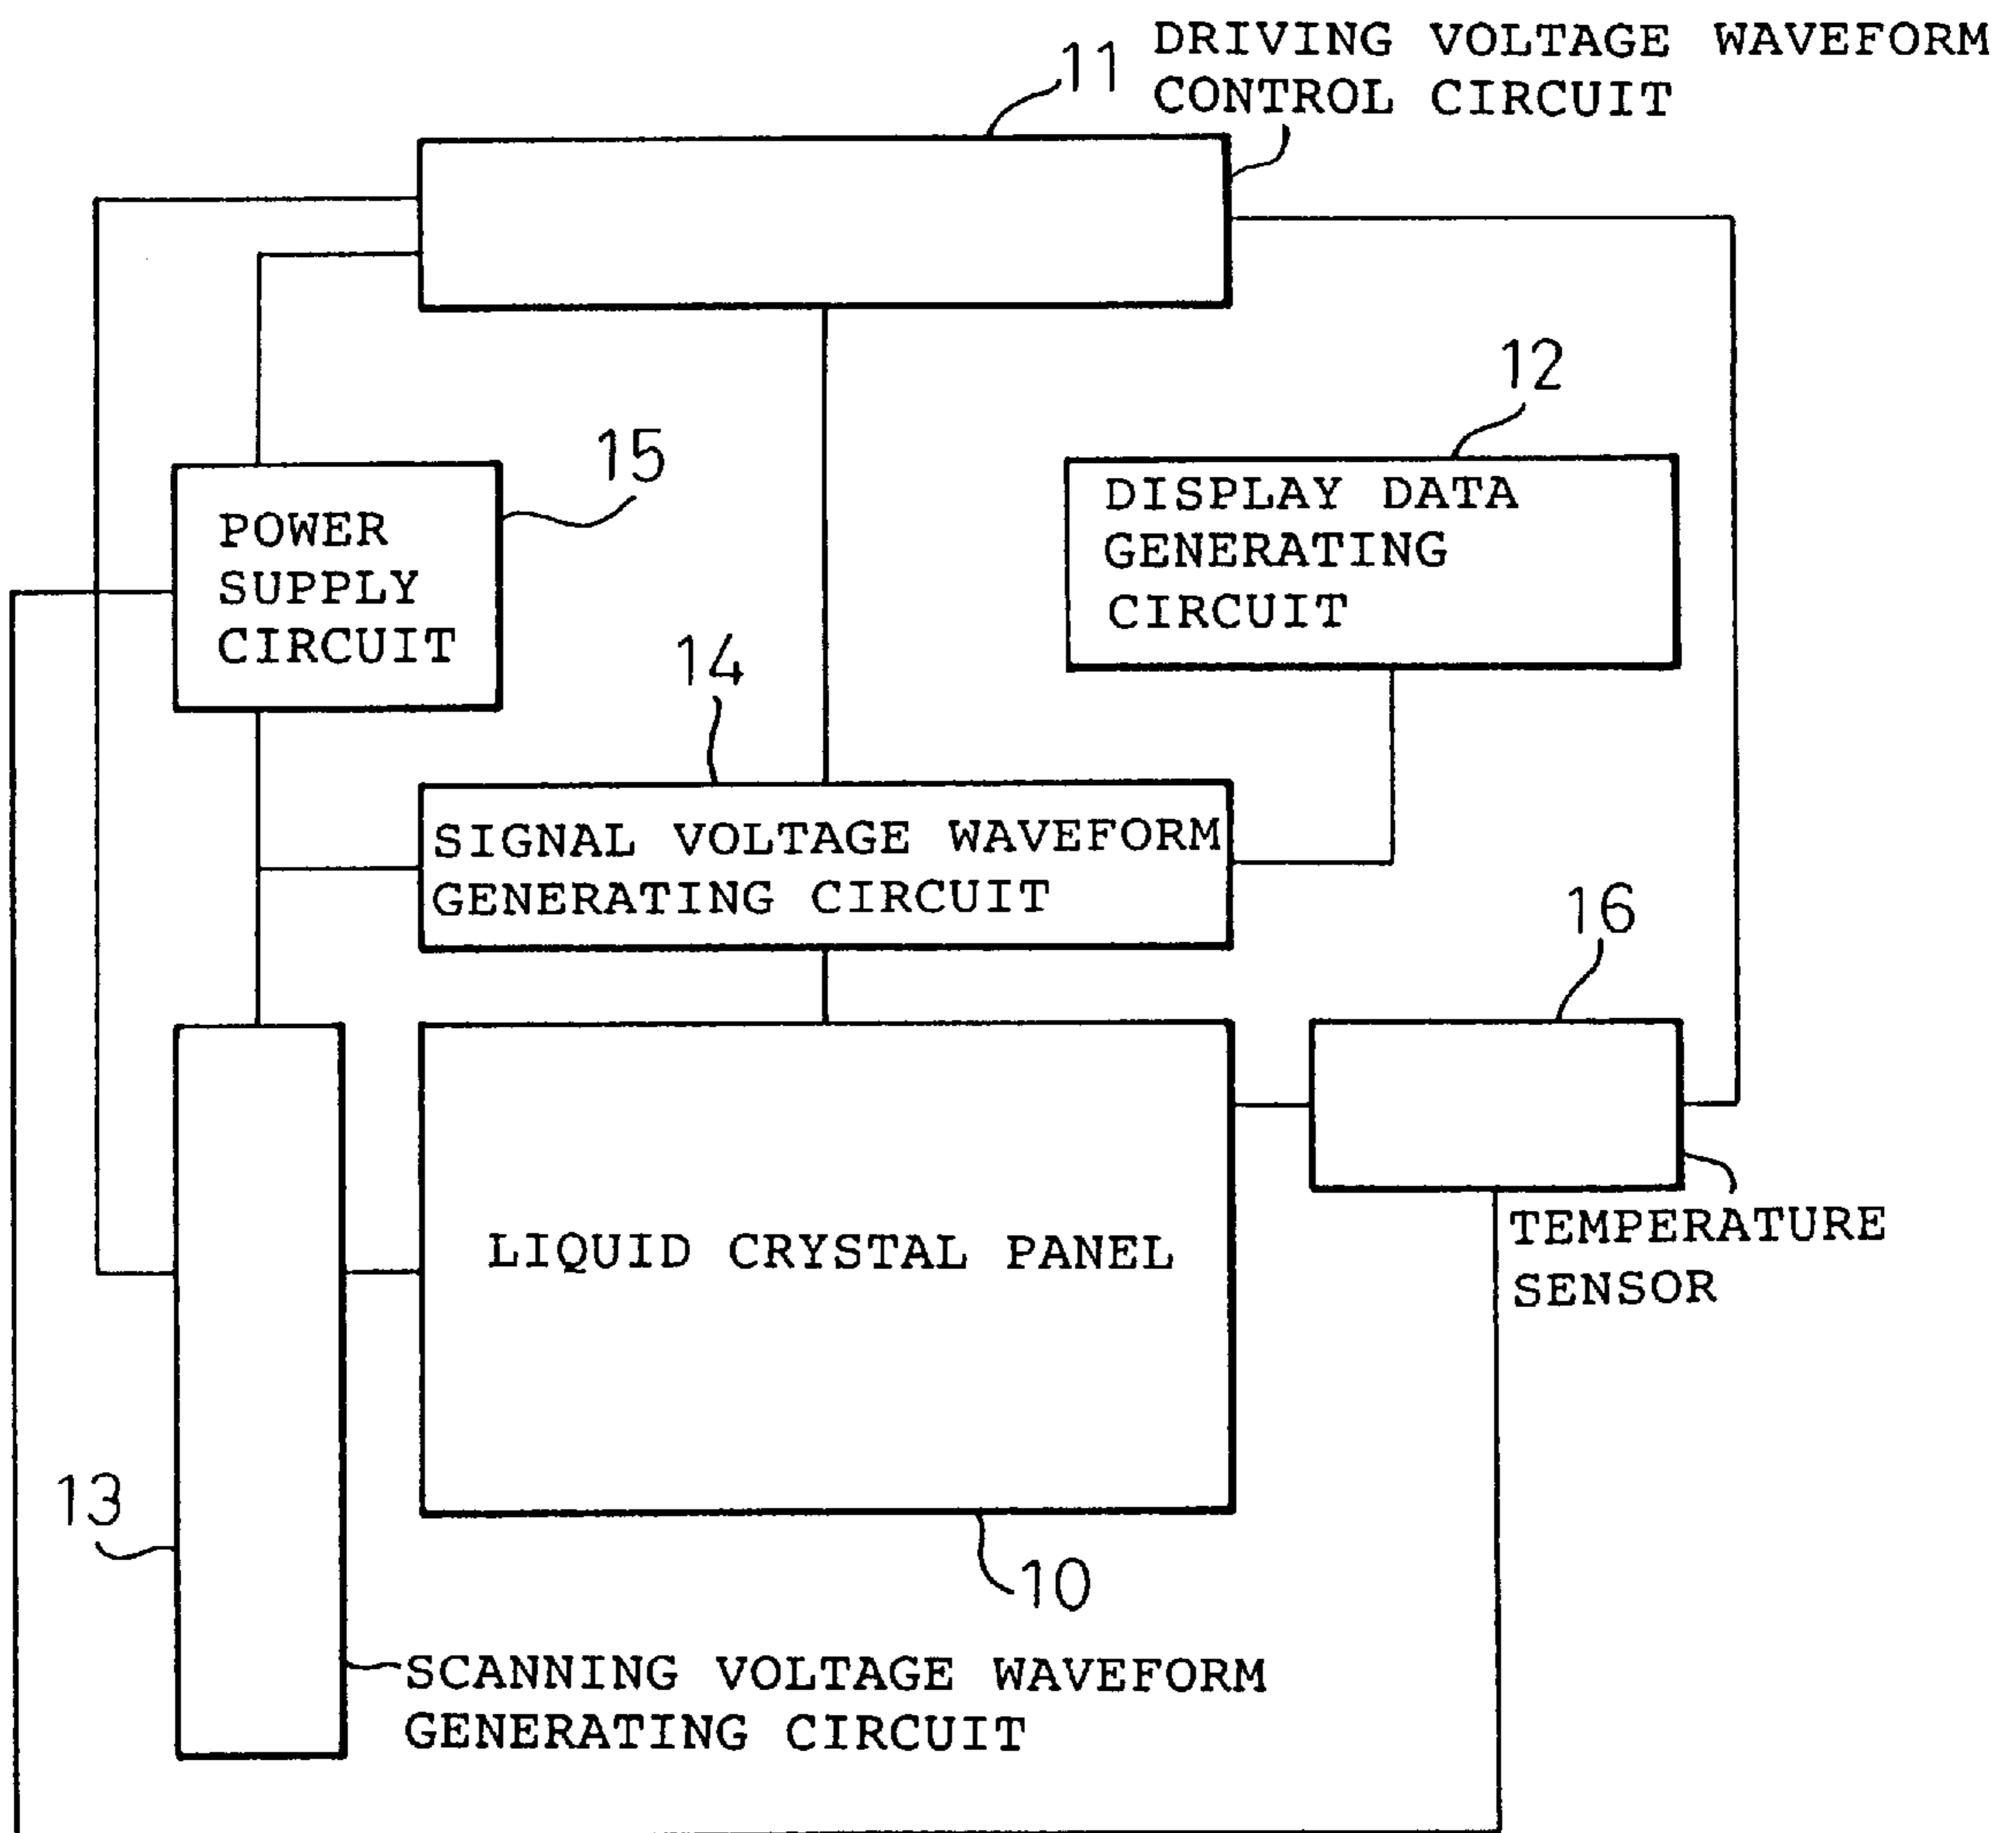 11
DRIVING VOLTAGE WAVEFORM
CONTROL CIRCUIT
12
15
DISPLAY DATA
GENERATING
CIRCUIT
POWER
SUPPLY
CIRCUIT
14
SIGNAL VOLTAGE WAVEFORM
GENERATING CIRCUIT
16
LIQUID CRYSTAL PANEL
TEMPERATURE
SENSOR
13
10
SCANNING VOLTAGE WAVEFORM
GENERATING CIRCUIT